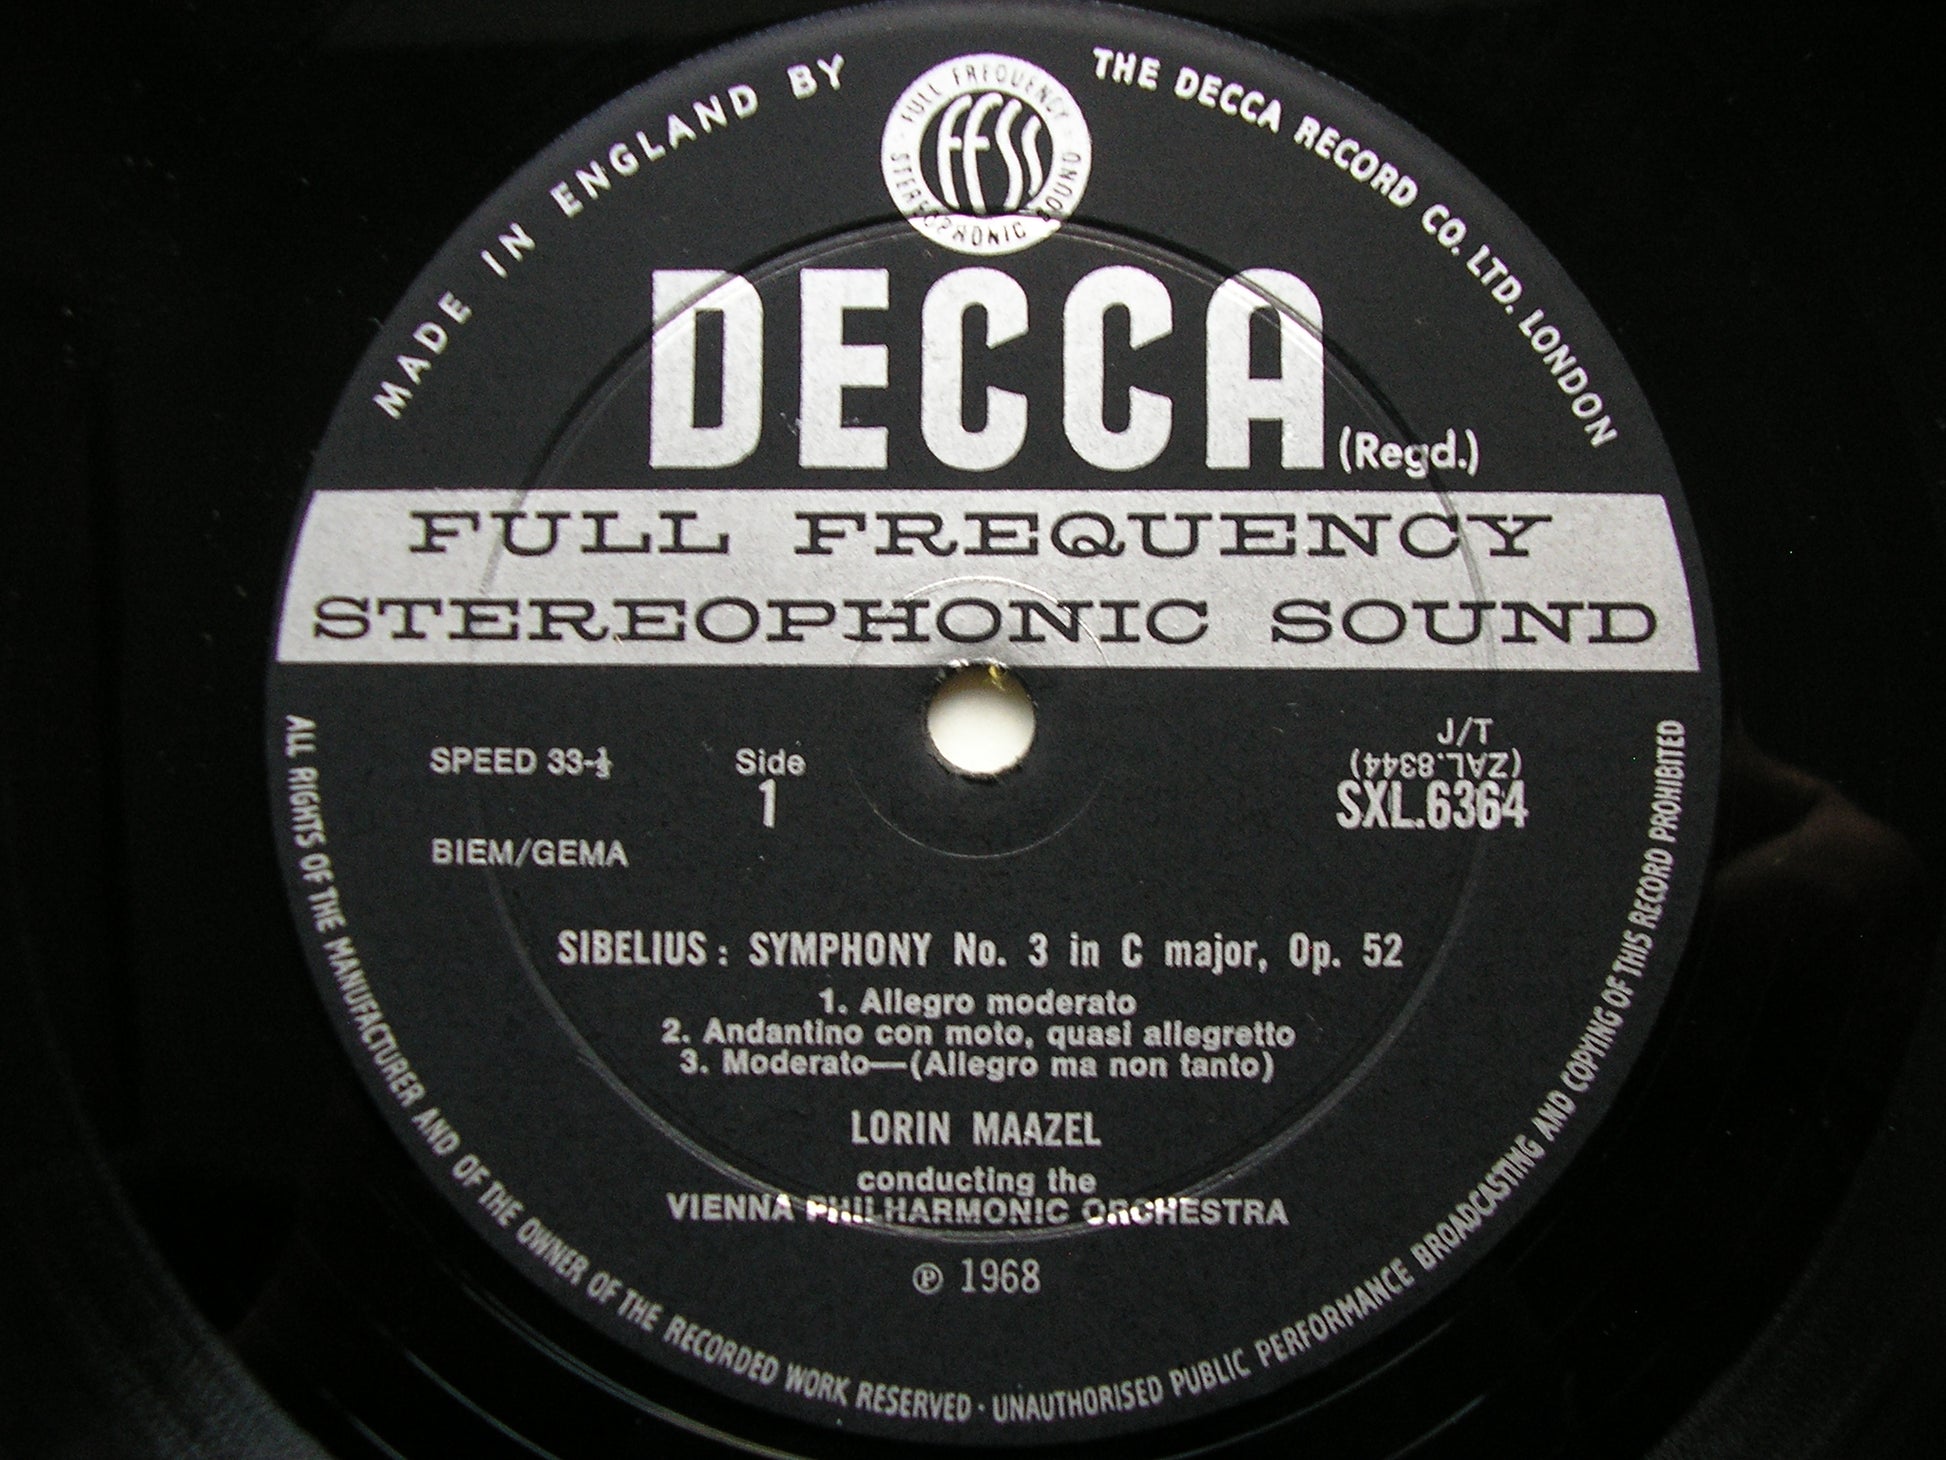 MADE IN ENGLAND BY
THE DECCA RECORD CO. LTD. LONDON
FULL FREQUENCY
STEREOPHONIC SOUND
FFSS
DECCA (Regd.)
FULL FREQUENCY
STEREOPHONIC SOUND
SPEED 33-⅓
Side
1
J/T
(ZAL.8344)
SXL.6364
BIEM/GEMA
SIBELIUS : SYMPHONY No. 3 in C major, Op. 52
1. Allegro moderato
2. Andantino con moto, quasi allegretto
3. Moderato—(Allegro ma non tanto)
LORIN MAAZEL
conducting the
VIENNA PHILHARMONIC ORCHESTRA
℗ 1968
ALL RIGHTS OF THE MANUFACTURER AND OF THE OWNER OF THE RECORDED WORK RESERVED · UNAUTHORISED PUBLIC PERFORMANCE BROADCASTING AND COPYING OF THIS RECORD PROHIBITED